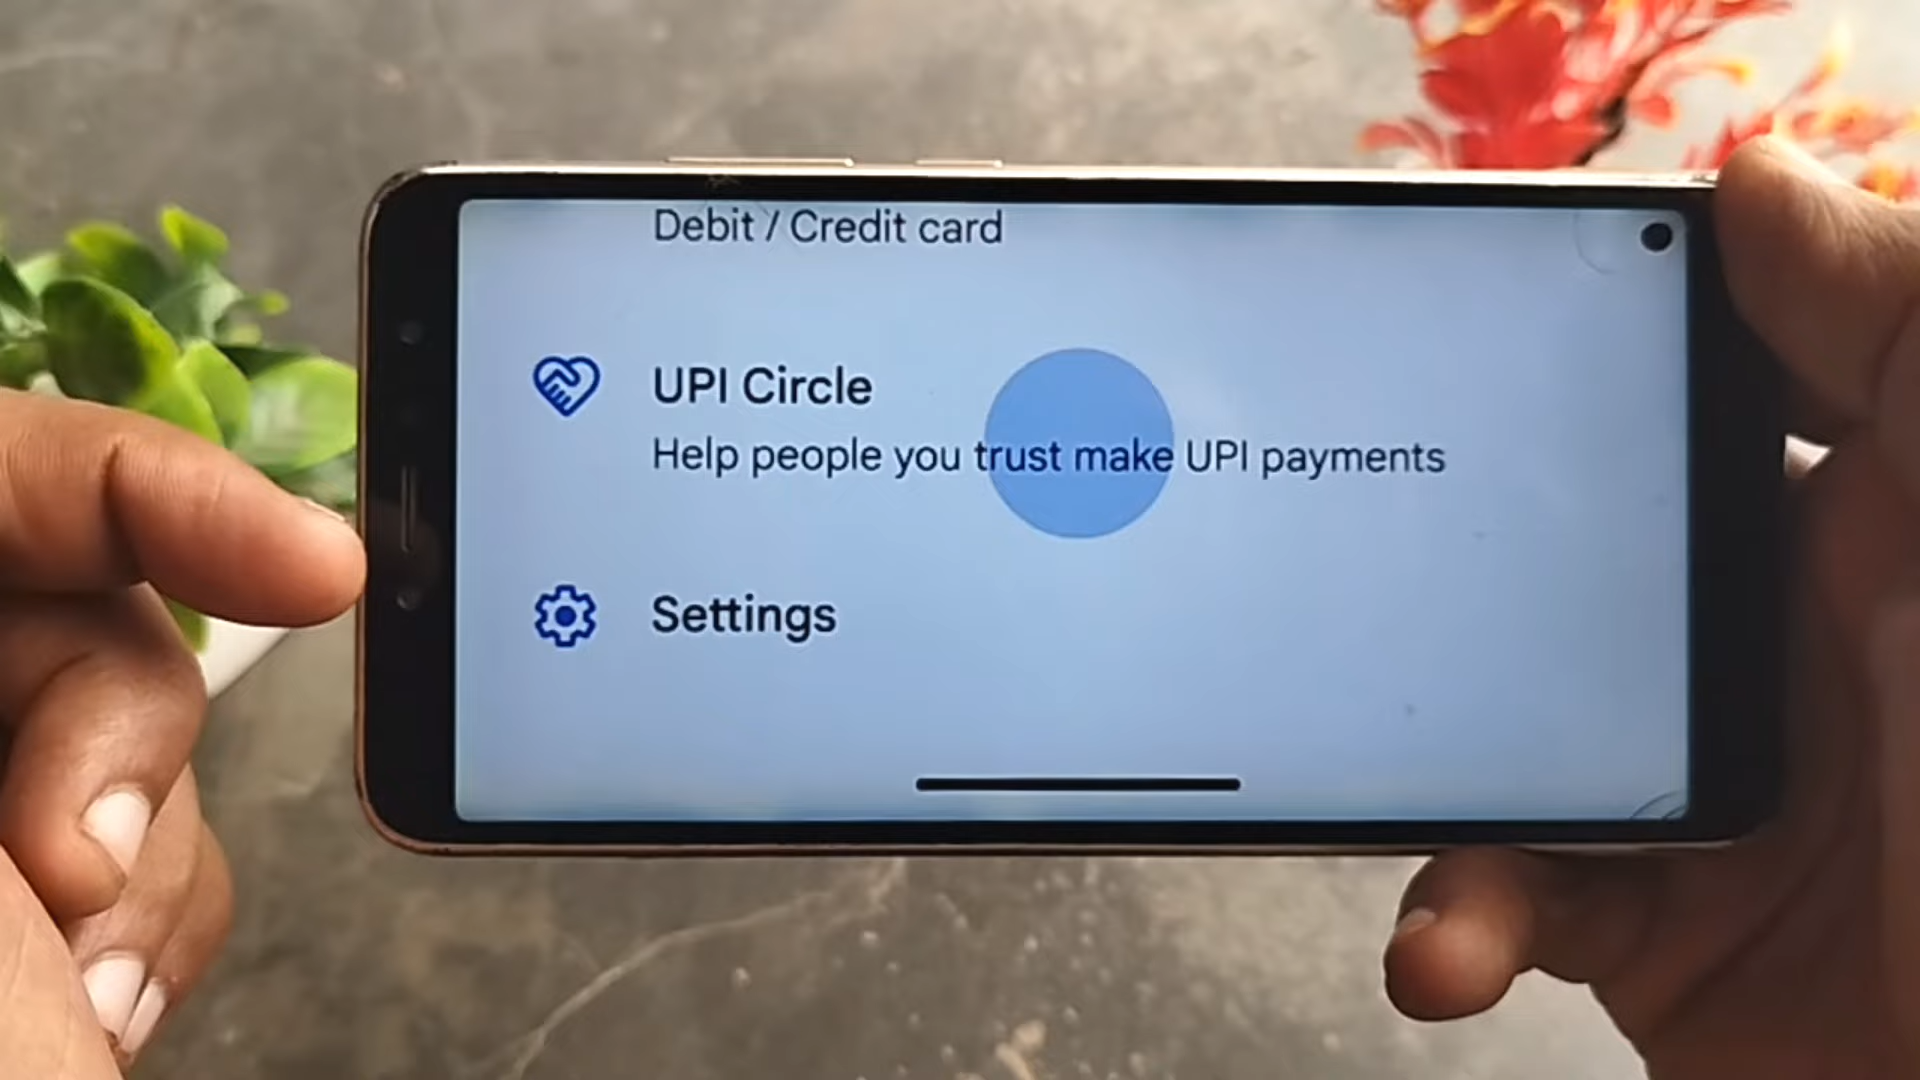 Debit / Credit card
UPI Circle
Help people you trust make UPI payments
Settings